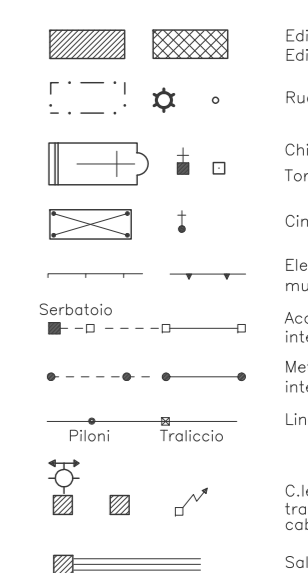 Edi
Edi
Ru
Chi
Tor
Cin
Ele
mu
Serbatoio
Acc
inte
Me
inte
Lin
Piloni Traliccio
C.le
tra
cab
Sal